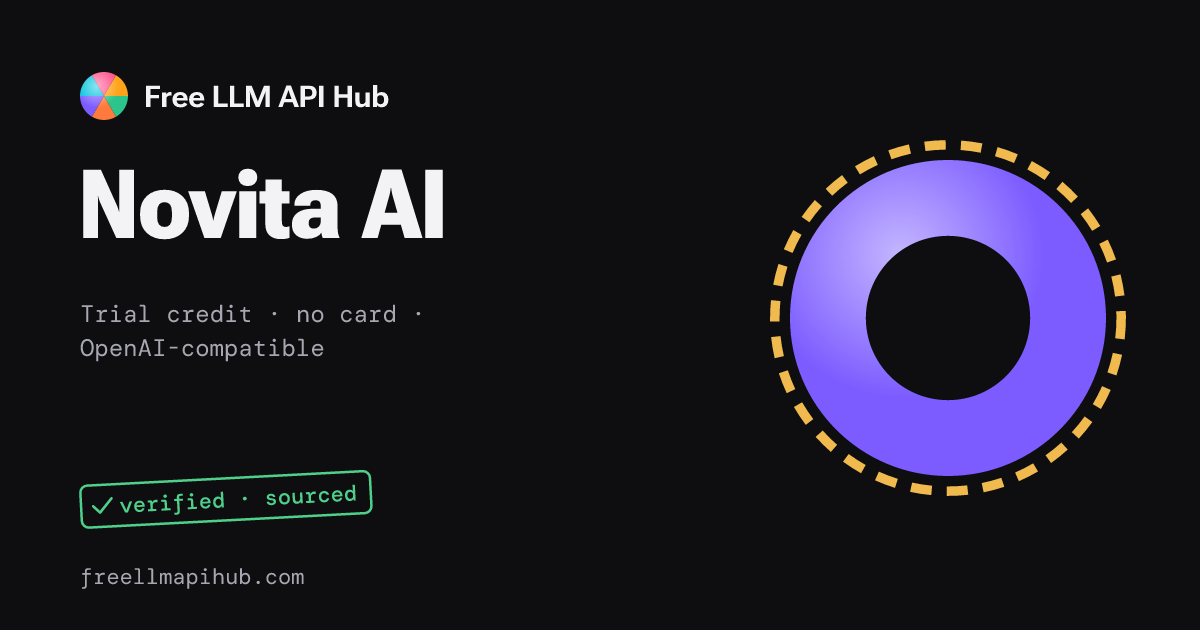 Free LLM API Hub
Novita AI
Trial credit · no card ·
OpenAI-compatible
verified · sourced
freellmapihub.com